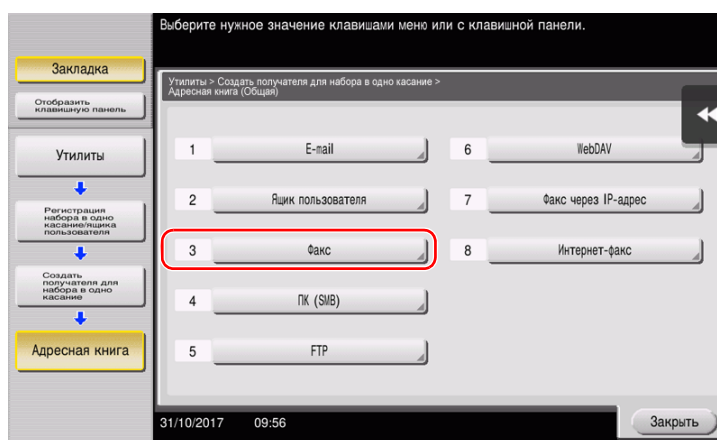 Выберите нужное значение клавишами меню или с клавишной панели.
Закладка
Отобразить
клавишную панель
Утилиты
Регистрация
набора в одно
касание/ящика
пользователя
Создать
получателя для
набора в одно
касание
Адресная книга
Утилиты > Создать получателя для набора в одно касание >
Адресная книга (Общая)
1 E-mail
2 Ящик пользователя
3 Факс
4 ПК (SMB)
5 FTP
6 WebDAV
7 Факс через IP-адрес
8 Интернет-факс
31/10/2017 09:56
Закрыть